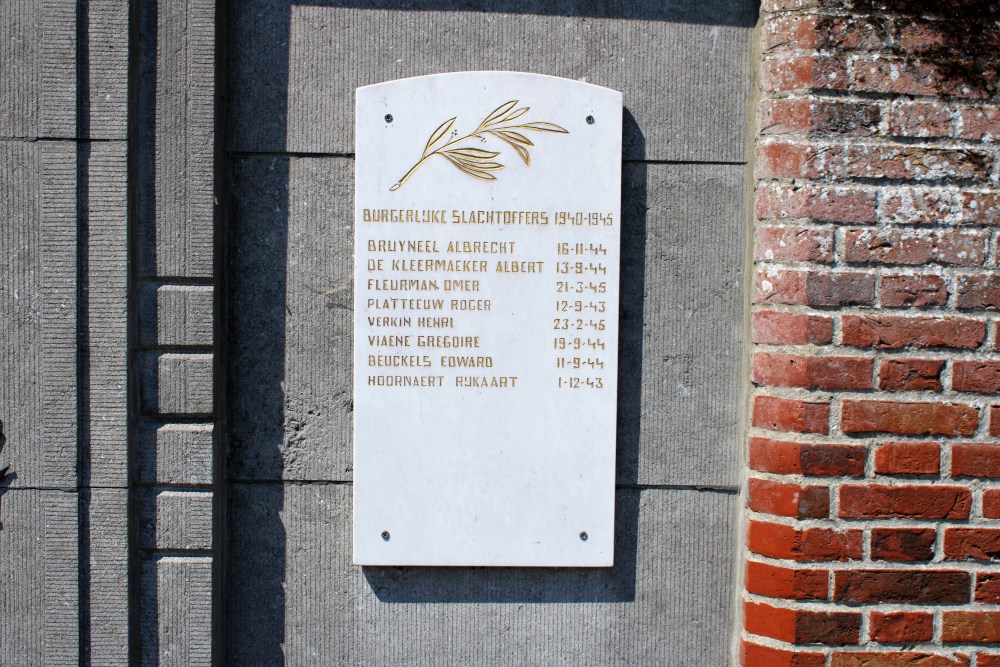 BURGERLIJKE SLACHTOFFERS 1940-1945
BRUYNEEL ALBRECHT 16-11-44
DE KLEERMAEKER ALBERT 13-9-44
FLEURMAN OMER 21-3-45
PLATTEEUW ROGER 12-9-43
VERKIN HENRI 23-2-45
VIAENE GREGOIRE 19-9-44
BEUCKELS EDWARD 11-9-44
HOORNAERT RIJKAART 1-12-43